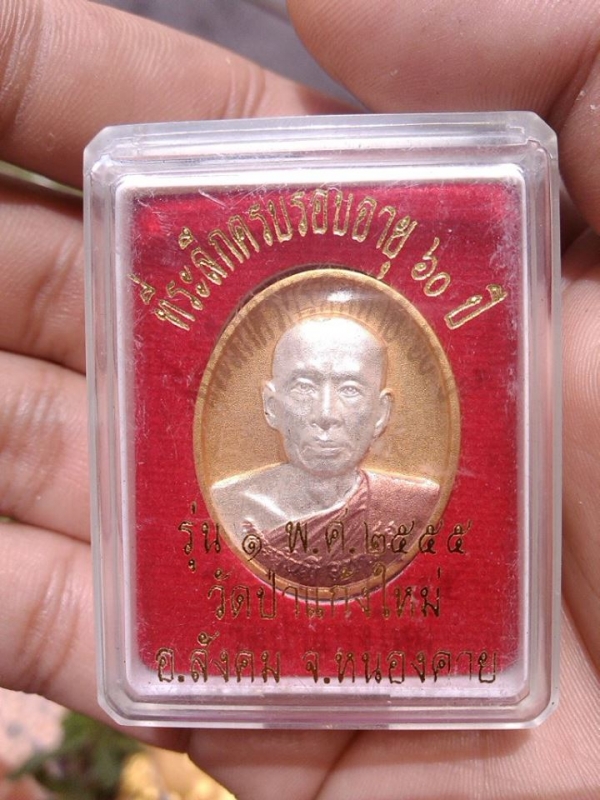 ที่ระลึกครบรอบอายุ ๖๐ ปี
รุ่น ๑ พ.ศ.๒๕๕๕
วัดป่าแก้งใหม่
อ.สังคม จ.หนองคาย